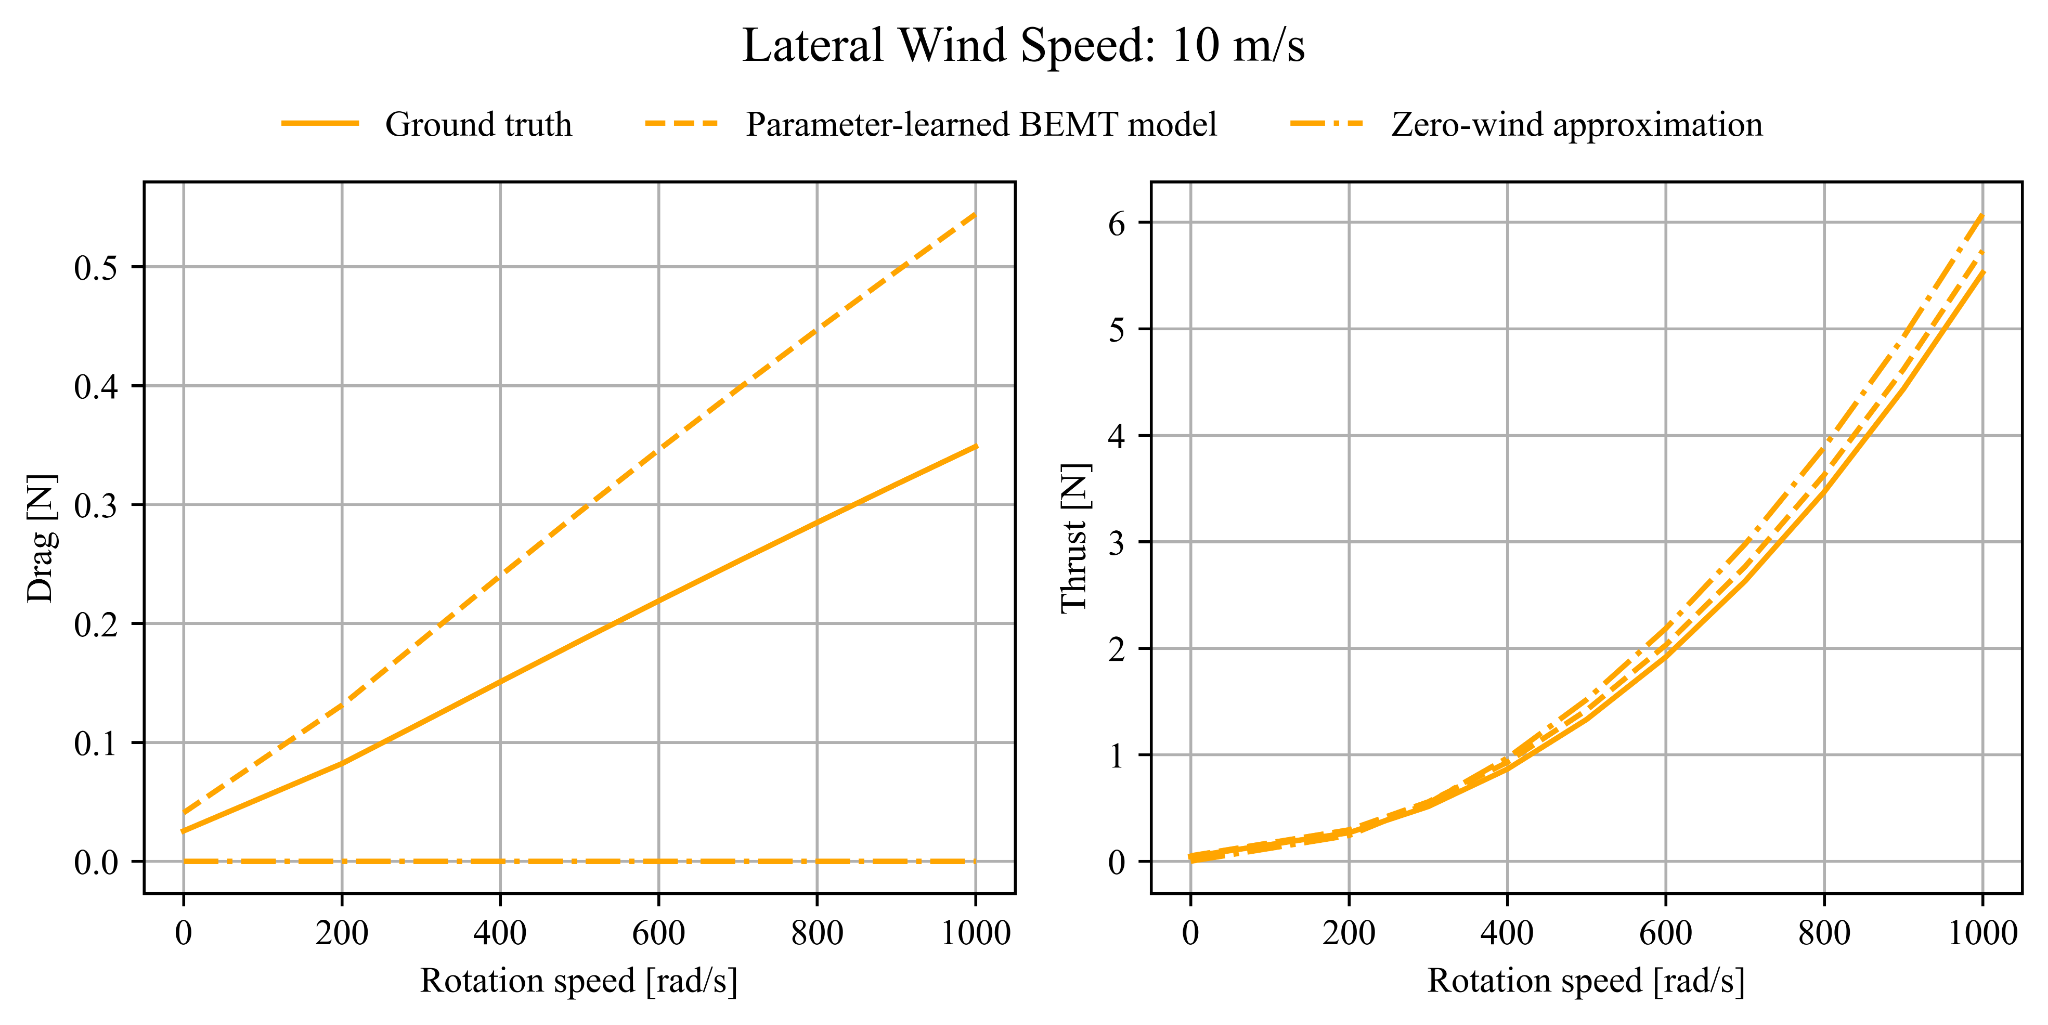 Lateral Wind Speed: 10 m/s
Ground truth
Parameter-learned BEMT model
Zero-wind approximation
Drag [N]
0.5
0.4
0.3
0.2
0.1
0.0
0 200 400 600 800 1000
Rotation speed [rad/s]
Thrust [N]
6
5
4
3
2
1
0
0 200 400 600 800 1000
Rotation speed [rad/s]